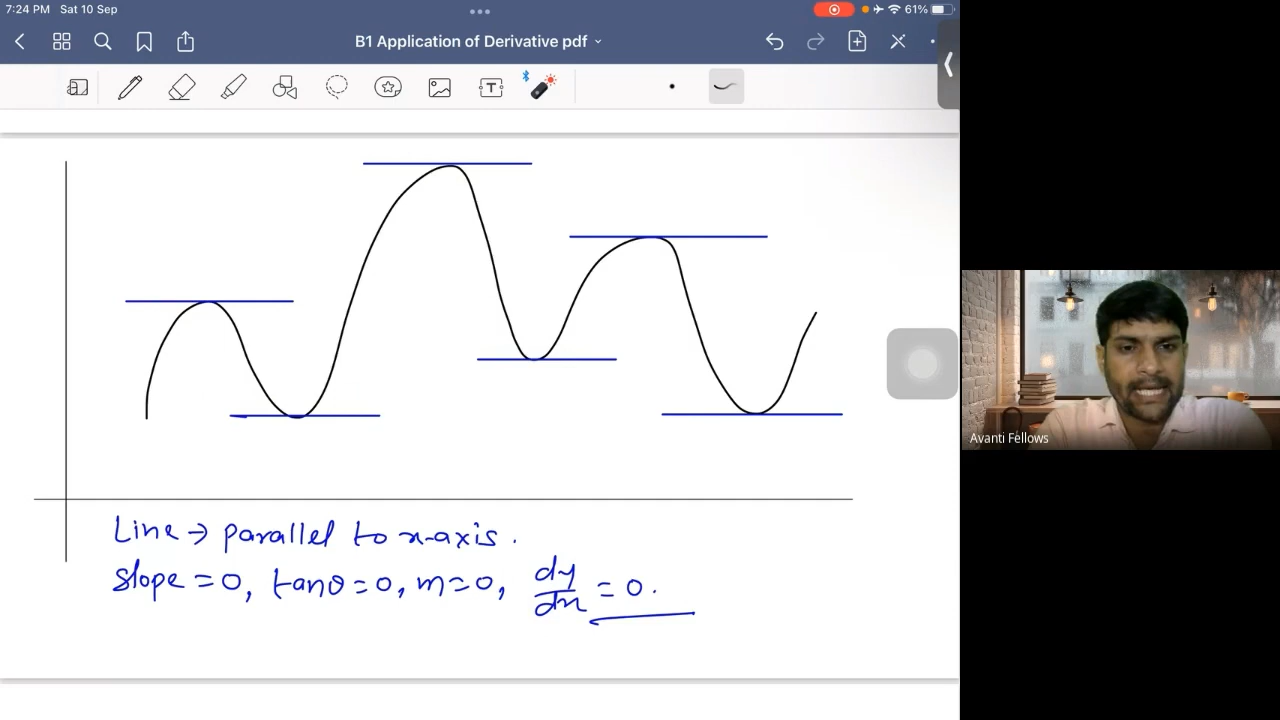 7:24 PM Sat 10 Sep
61%
B1 Application of Derivative pdf
T
Line → parallel to x-axis.
Slope = 0, tanθ = 0, m = 0, dy/dx = 0.
Avanti Fellows